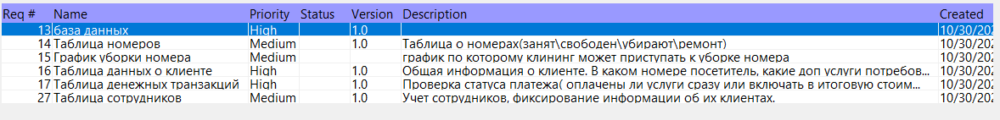 Req # Name Priority Status Version Description Created
13 база данных High 1.0 10/30/202
14 Таблица номеров Medium 1.0 Таблица о номерах(занят\свободен\убирают\ремонт) 10/30/202
15 График уборки номера Medium график по которому клининг может приступать к уборке номера 10/30/202
16 Таблица данных о клиенте High 1.0 Общая информация о клиенте. В каком номере посетитель, какие доп услуги потребов... 10/30/202
17 Таблица денежных транзакций High 1.0 Проверка статуса платежа( оплачены ли услуги сразу или включать в итоговую стоим... 10/30/202
27 Таблица сотрудников Medium 1.0 Учет сотрудников, фиксирование информации об их клиентах. 10/30/202